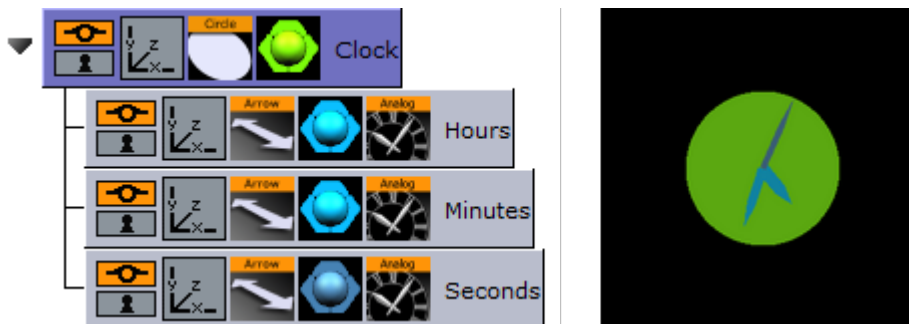 Circle
y z
x
Clock
Arrow
Analog
y z
x
Hours
Arrow
Analog
y z
x
Minutes
Arrow
Analog
y z
x
Seconds